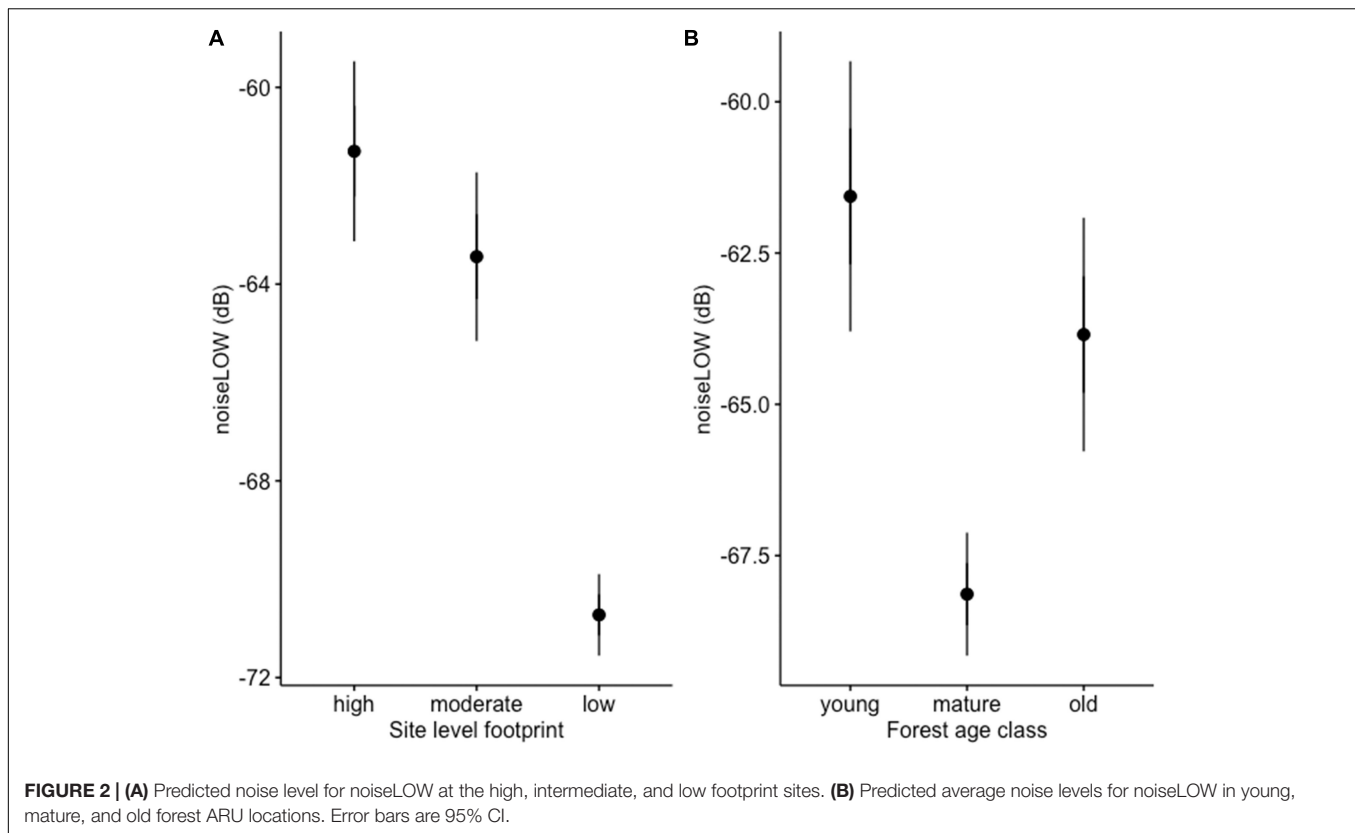 A
-60
-64
-68
-72
noiseLOW (dB)
high moderate low
Site level footprint
B
-60.0
-62.5
-65.0
-67.5
noiseLOW (dB)
young mature old
Forest age class
FIGURE 2 | (A) Predicted noise level for noiseLOW at the high, intermediate, and low footprint sites. (B) Predicted average noise levels for noiseLOW in young,
mature, and old forest ARU locations. Error bars are 95% CI.